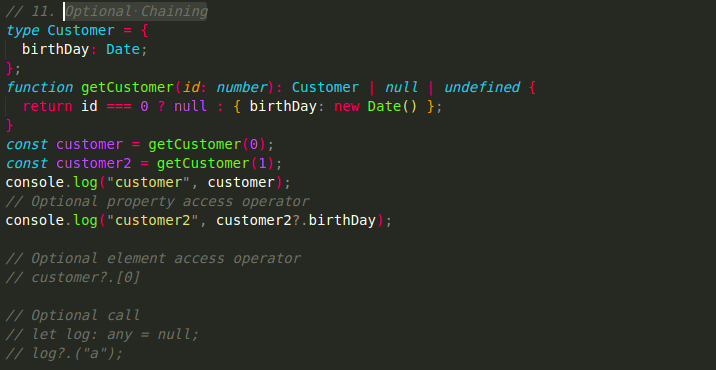 // 11. Optional Chaining
type Customer = {
  birthDay: Date;
};
function getCustomer(id: number): Customer | null | undefined {
  return id === 0 ? null : { birthDay: new Date() };
}
const customer = getCustomer(0);
const customer2 = getCustomer(1);
console.log("customer", customer);
// Optional property access operator
console.log("customer2", customer2?.birthDay);

// Optional element access operator
// customer?.[0]

// Optional call
// let log: any = null;
// log?.("a");